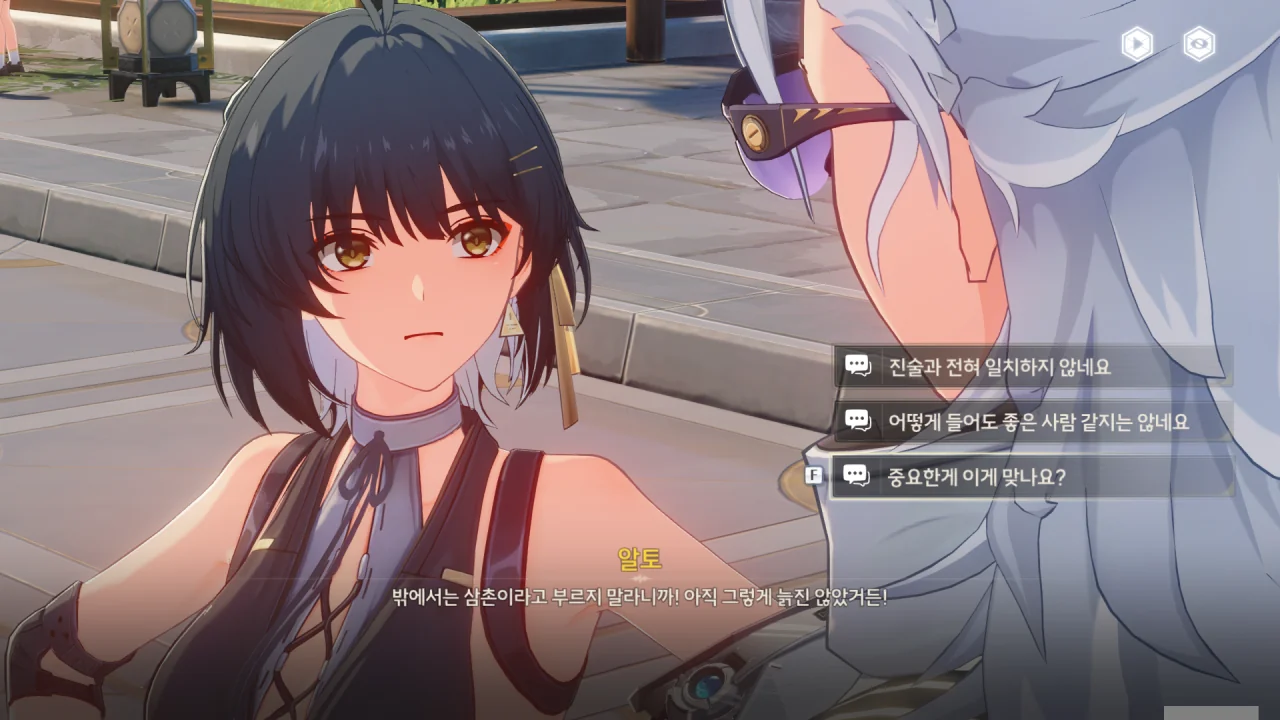 진술과 전혀 일치하지 않네요
어떻게 들어도 좋은 사람 같지는 않네요
F
중요한게 이게 맞나요?
알토
밖에서는 삼촌이라고 부르지 말라니까! 아직 그렇게 늙진 않았거든!